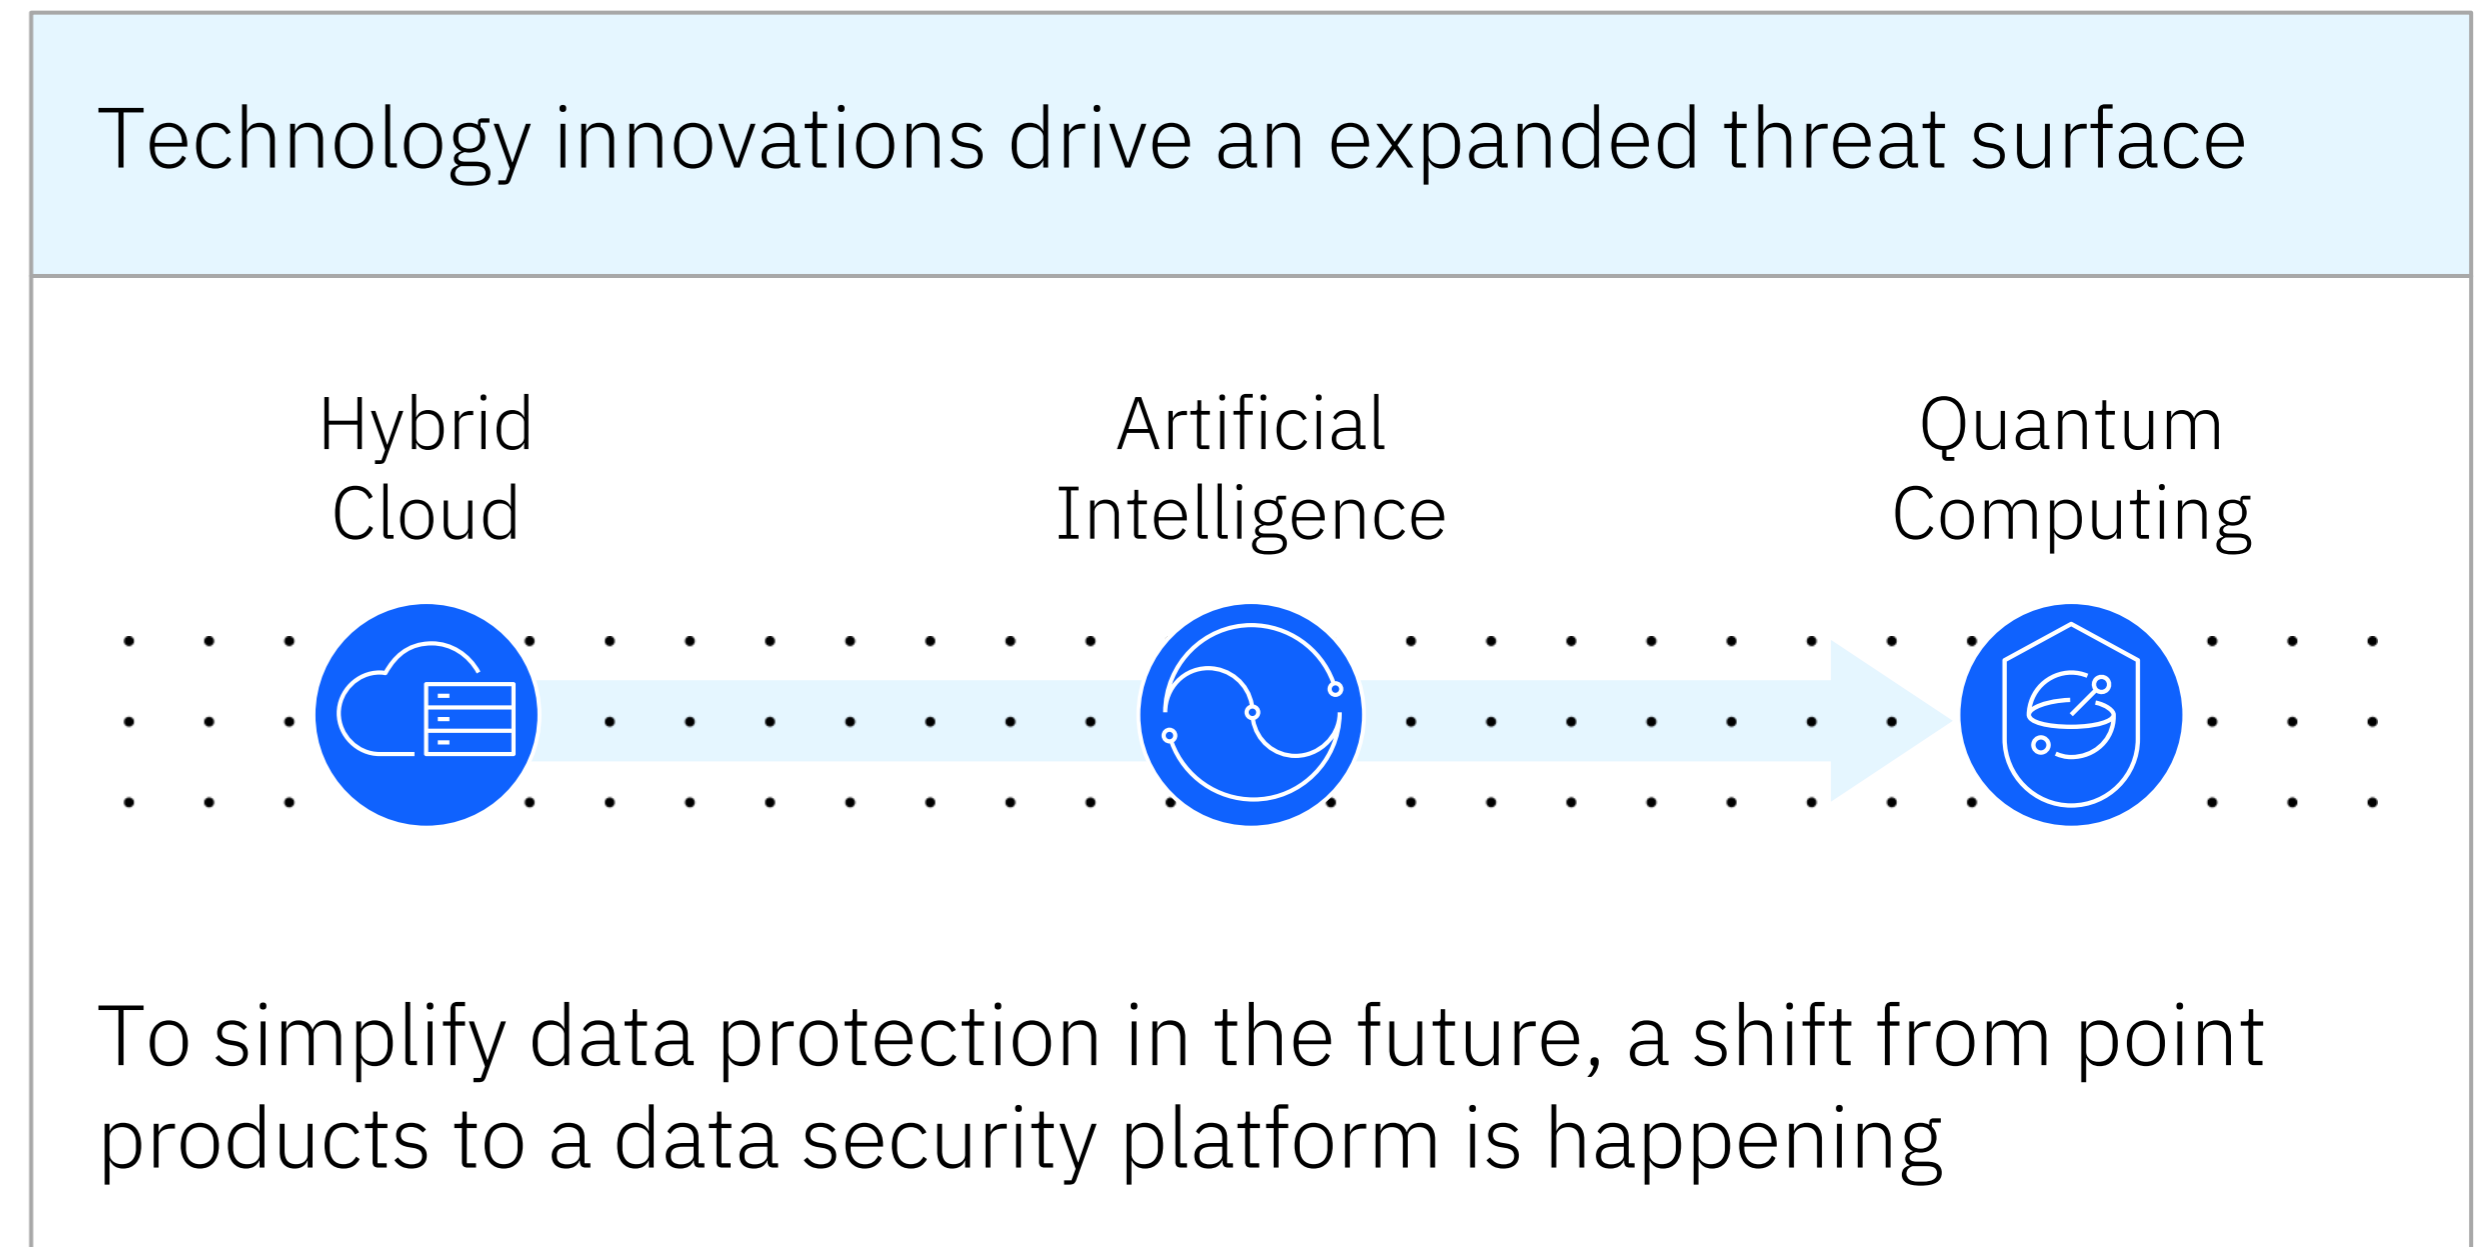 Technology innovations drive an expanded threat surface
Hybrid
Cloud
Artificial
Intelligence
Quantum
Computing
To simplify data protection in the future, a shift from point
products to a data security platform is happening